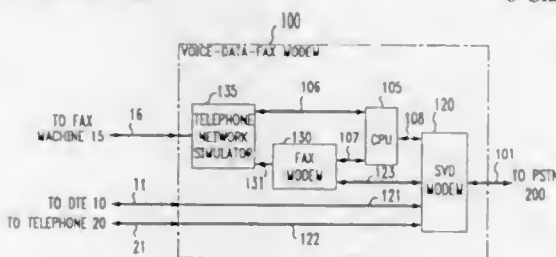 100
VOICE-DATA-FAX MODEM
135
TELEPHONE
NETWORK
SIMULATOR
106
105
CPU
108
120
SVD
MODEM
TO FAX
MACHINE 15
16
130
FAX
MODEM
107
131
123
101
TO PSTN
200
TO DTE 10
11
121
TO TELEPHONE 20
21
122